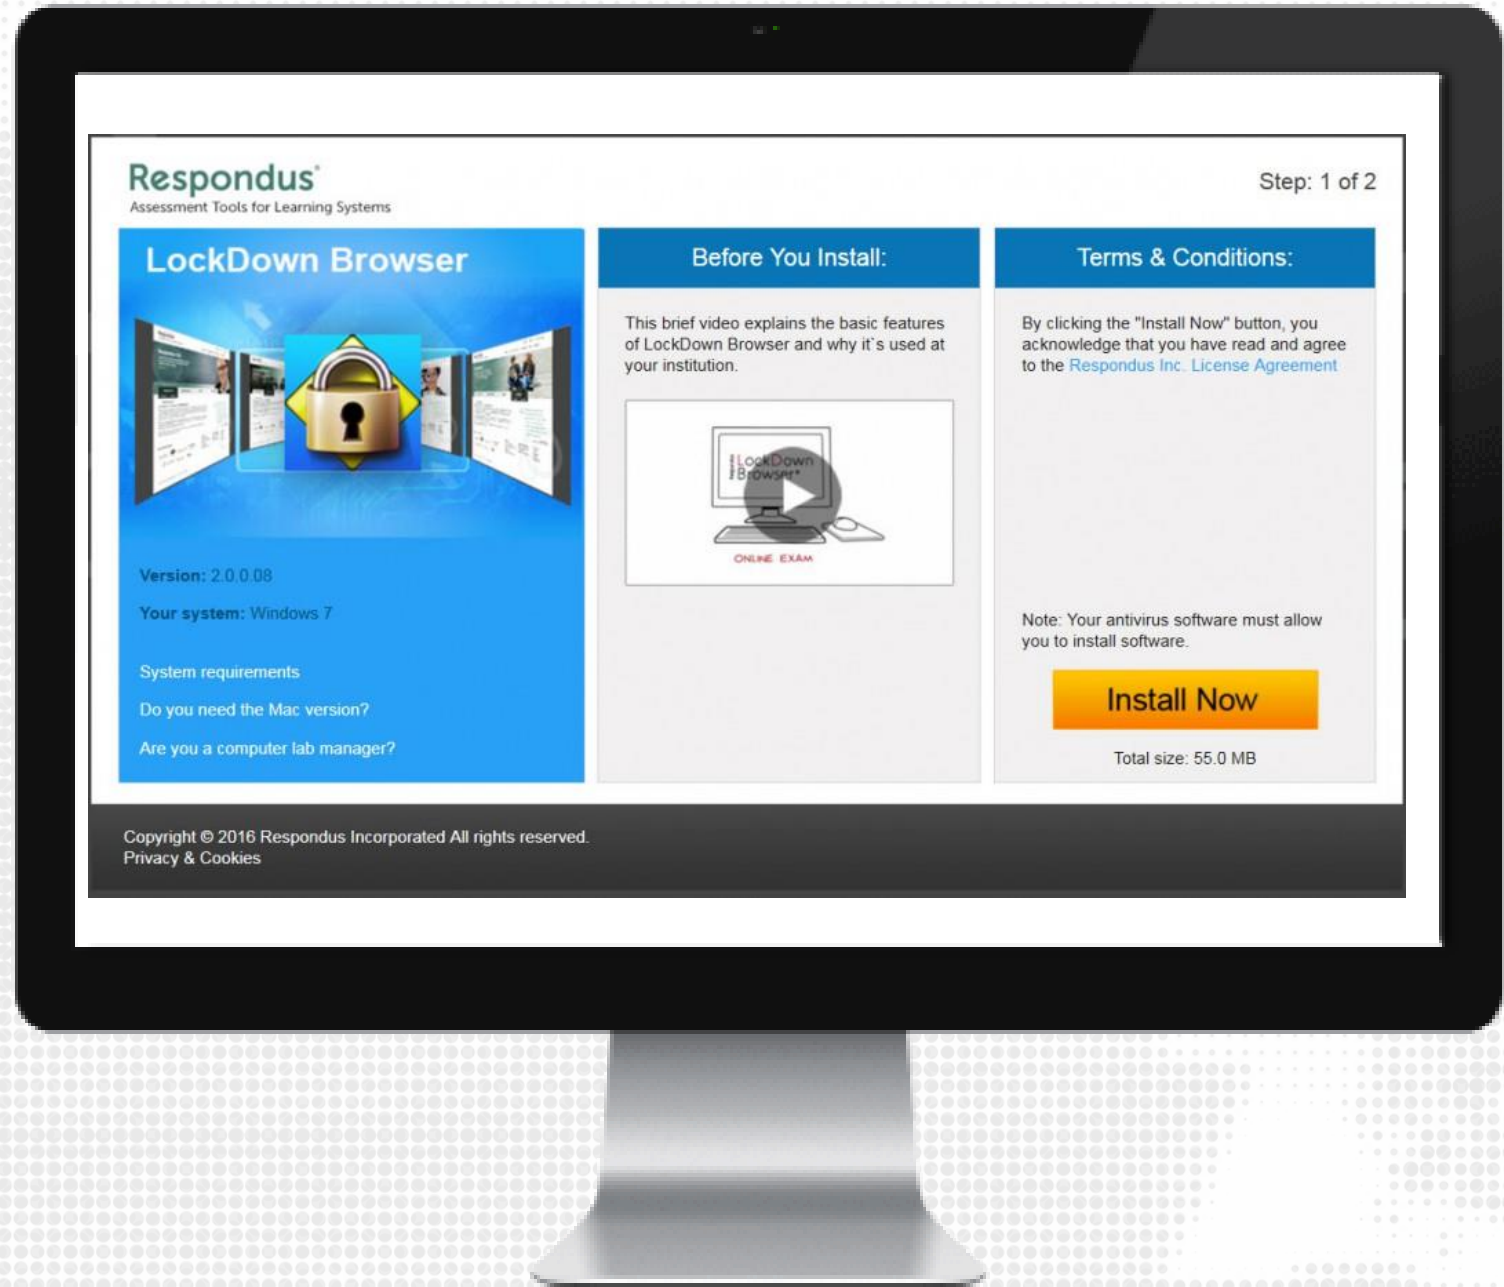 Respondus®
Assessment Tools for Learning Systems
Step: 1 of 2
LockDown Browser
Version: 2.0.0.08
Your system: Windows 7
System requirements
Do you need the Mac version?
Are you a computer lab manager?
Before You Install:
This brief video explains the basic features
of LockDown Browser and why it`s used at
your institution.
LockDown
Browser
ONLINE EXAM
Terms & Conditions:
By clicking the "Install Now" button, you
acknowledge that you have read and agree
to the Respondus Inc. License Agreement
Note: Your antivirus software must allow
you to install software.
Install Now
Total size: 55.0 MB
Copyright © 2016 Respondus Incorporated All rights reserved.
Privacy & Cookies